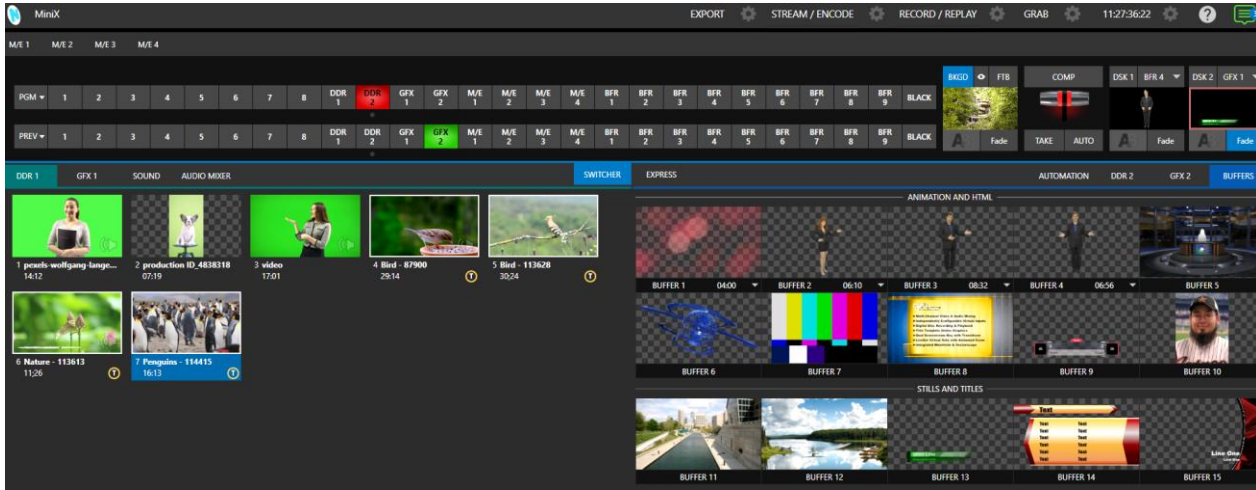 MiniX EXPORT STREAM / ENCODE RECORD / REPLAY GRAB 11:27:36:22 ?
M/E 1 M/E 2 M/E 3 M/E 4
BKGD FTB COMP DSK 1 BFR 4 DSK 2 GFX 1
PGM 1 2 3 4 5 6 7 8 DDR 1 DDR 2 GFX 1 GFX 2 M/E 1 M/E 2 M/E 3 M/E 4 BFR 1 BFR 2 BFR 3 BFR 4 BFR 5 BFR 6 BFR 7 BFR 8 BFR 9 BLACK
PREV 1 2 3 4 5 6 7 8 DDR 1 DDR 2 GFX 1 GFX 2 M/E 1 M/E 2 M/E 3 M/E 4 BFR 1 BFR 2 BFR 3 BFR 4 BFR 5 BFR 6 BFR 7 BFR 8 BFR 9 BLACK
Fade TAKE AUTO Fade Fade
DDR 1 GFX 1 SOUND AUDIO MIXER SWITCHER EXPRESS AUTOMATION DDR 2 GFX 2 BUFFERS
1 pexels-wolfgang-lange... 2 production ID_4838318 3 video 4 Bird - 87900 5 Bird - 113628
14:12 07:19 17:01 29:14 30;24
6 Nature - 113613 7 Penguins - 114415
11;26 16:13
ANIMATION AND HTML
BUFFER 1 04:00 BUFFER 2 06:10 BUFFER 3 08:32 BUFFER 4 06:56 BUFFER 5
BUFFER 6 BUFFER 7 BUFFER 8 BUFFER 9 BUFFER 10
STILLS AND TITLES
Text
Text Text
Text Text
Text Text
Text Text
Text Text
Line One
BUFFER 11 BUFFER 12 BUFFER 13 BUFFER 14 BUFFER 15